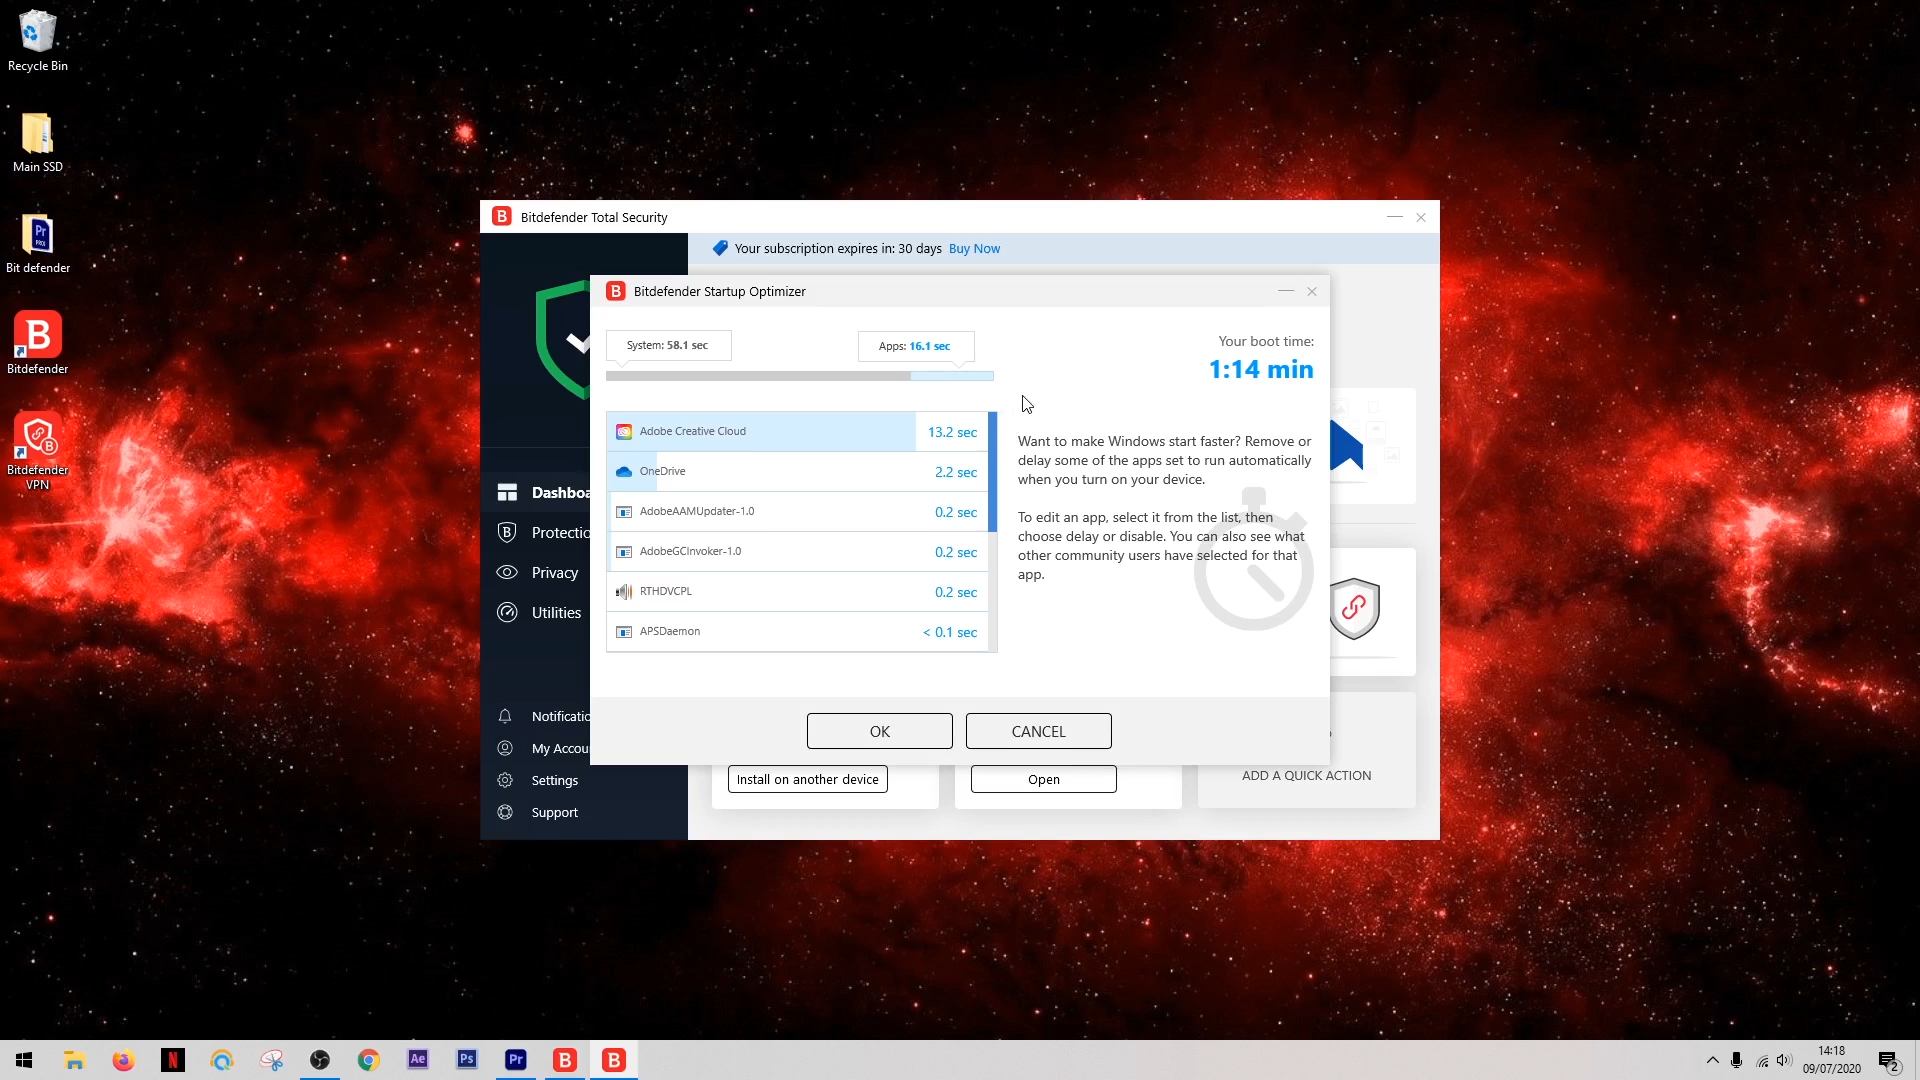 Recycle Bin
Main SSD
Pr
PROJ
Bit defender
B
Bitdefender
B
Bitdefender
VPN
B Bitdefender Total Security
Your subscription expires in: 30 days Buy Now
B Bitdefender Startup Optimizer
System: 58.1 sec
Apps: 16.1 sec
Your boot time:
1:14 min
Adobe Creative Cloud 13.2 sec
OneDrive 2.2 sec
AdobeAAMUpdater-1.0 0.2 sec
AdobeGCInvoker-1.0 0.2 sec
RTHDVCPL 0.2 sec
APSDaemon < 0.1 sec
Want to make Windows start faster? Remove or
delay some of the apps set to run automatically
when you turn on your device.
To edit an app, select it from the list, then
choose delay or disable. You can also see what
other community users have selected for that
app.
OK
CANCEL
Dashboa
B Protectio
Privacy
Utilities
Notificatio
My Accou
Settings
Support
Install on another device
Open
ADD A QUICK ACTION
N
Ae
Ps
Pr
B
B
14:18
09/07/2020
2